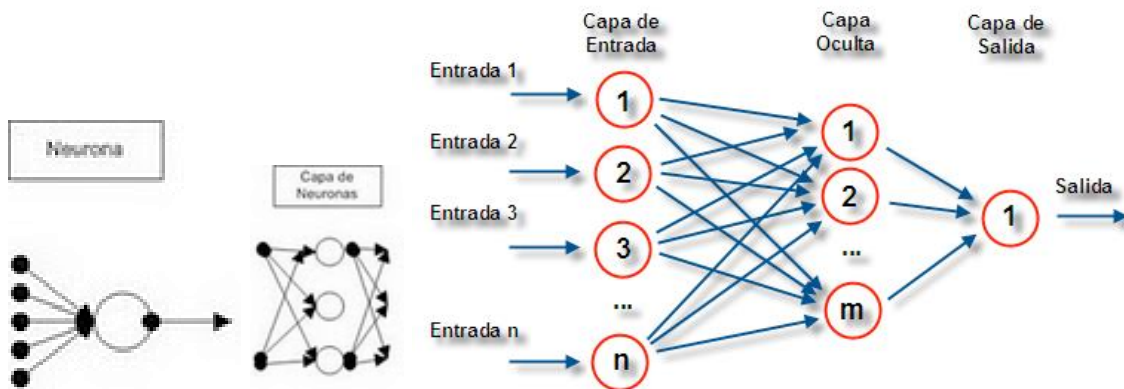 Neurona
Capa de
Neuronas
Capa de
Entrada
Capa
Oculta
Capa de
Salida
Entrada 1
Entrada 2
Entrada 3
Entrada n
1
2
3
...
n
1
2
...
m
1
Salida